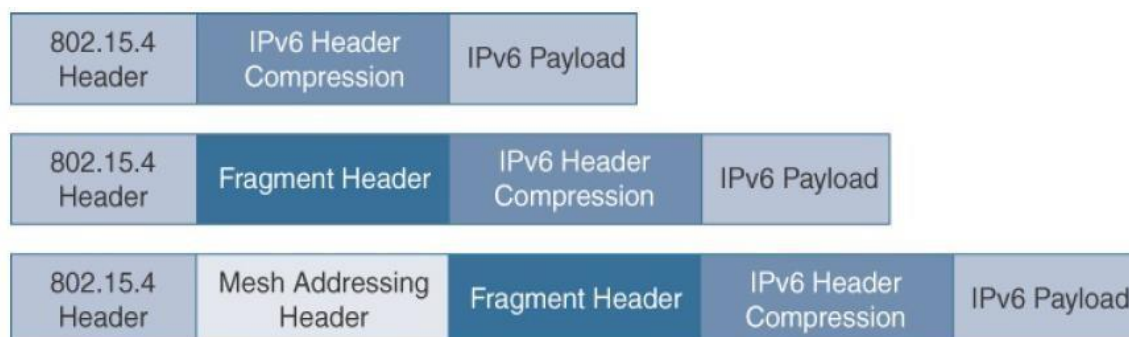 802.15.4 Header
IPv6 Header Compression
IPv6 Payload
802.15.4 Header
Fragment Header
IPv6 Header Compression
IPv6 Payload
802.15.4 Header
Mesh Addressing Header
Fragment Header
IPv6 Header Compression
IPv6 Payload